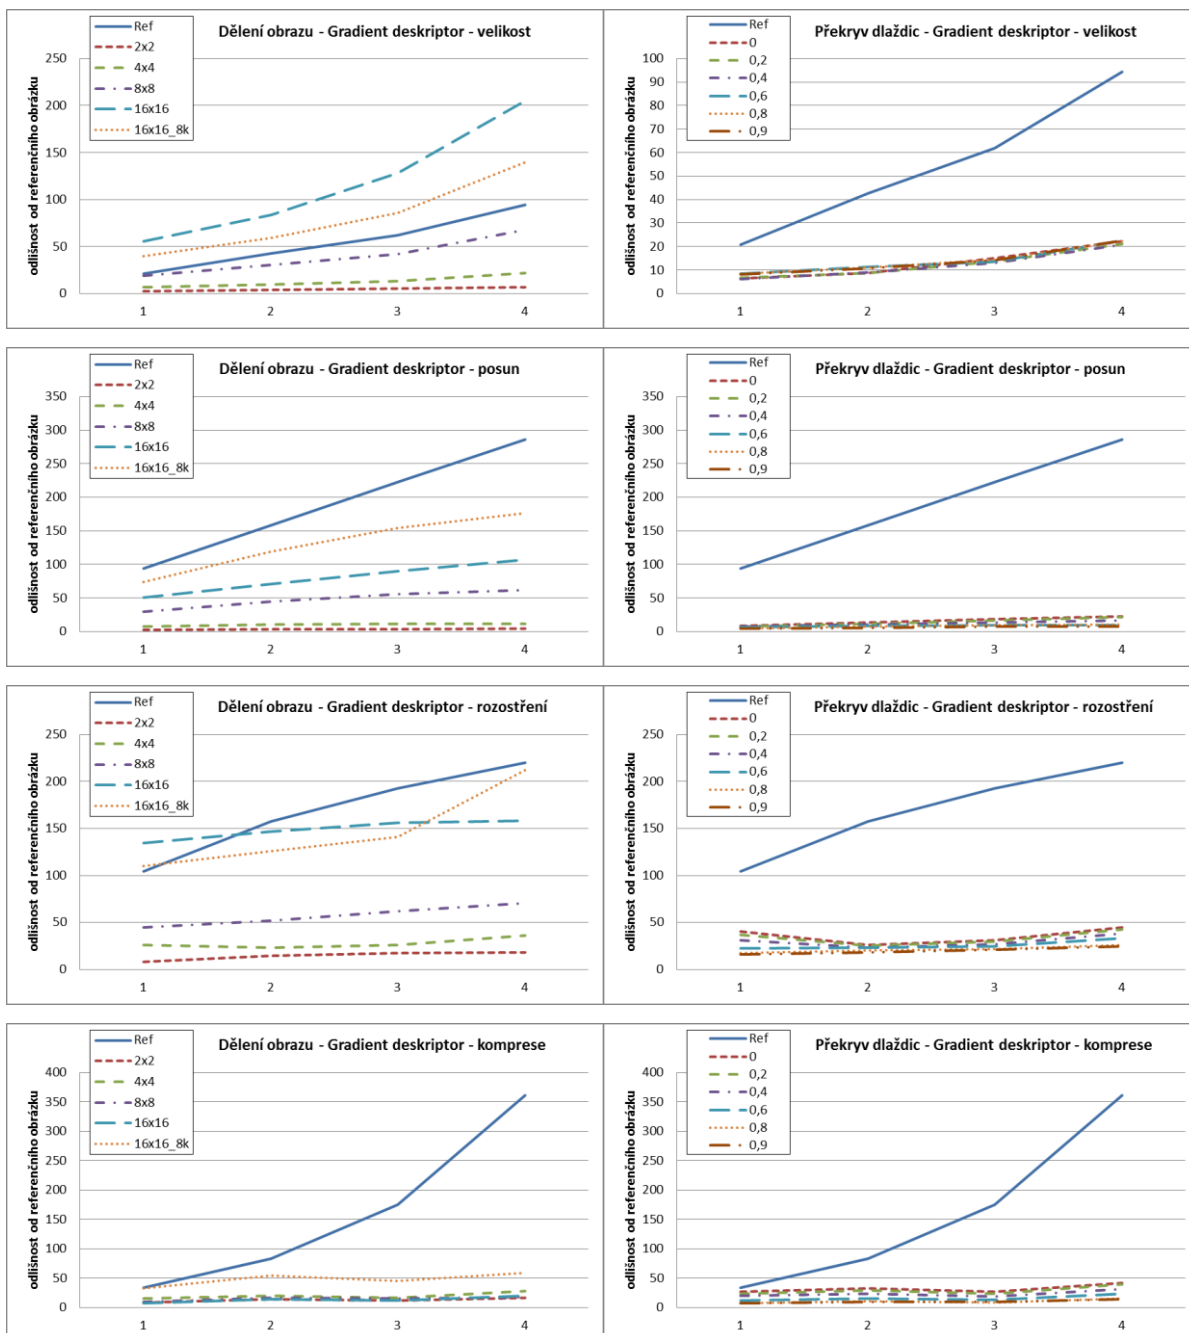 Dělení obrazu - Gradient deskriptor - velikost
odlišnost od referenčního obrázku
Ref
2x2
4x4
8x8
16x16
16x16_8k
250
200
150
100
50
0
1 2 3 4
Překryv dlaždic - Gradient deskriptor - velikost
odlišnost od referenčního obrázku
Ref
0
0,2
0,4
0,6
0,8
0,9
100
90
80
70
60
50
40
30
20
10
0
1 2 3 4
Dělení obrazu - Gradient deskriptor - posun
odlišnost od referenčního obrázku
Ref
2x2
4x4
8x8
16x16
16x16_8k
350
300
250
200
150
100
50
0
1 2 3 4
Překryv dlaždic - Gradient deskriptor - posun
odlišnost od referenčního obrázku
Ref
0
0,2
0,4
0,6
0,8
0,9
350
300
250
200
150
100
50
0
1 2 3 4
Dělení obrazu - Gradient deskriptor - rozostření
odlišnost od referenčního obrázku
Ref
2x2
4x4
8x8
16x16
16x16_8k
250
200
150
100
50
0
1 2 3 4
Překryv dlaždic - Gradient deskriptor - rozostření
odlišnost od referenčního obrázku
Ref
0
0,2
0,4
0,6
0,8
0,9
250
200
150
100
50
0
1 2 3 4
Dělení obrazu - Gradient deskriptor - komprese
odlišnost od referenčního obrázku
Ref
2x2
4x4
8x8
16x16
16x16_8k
400
350
300
250
200
150
100
50
0
1 2 3 4
Překryv dlaždic - Gradient deskriptor - komprese
odlišnost od referenčního obrázku
Ref
0
0,2
0,4
0,6
0,8
0,9
400
350
300
250
200
150
100
50
0
1 2 3 4